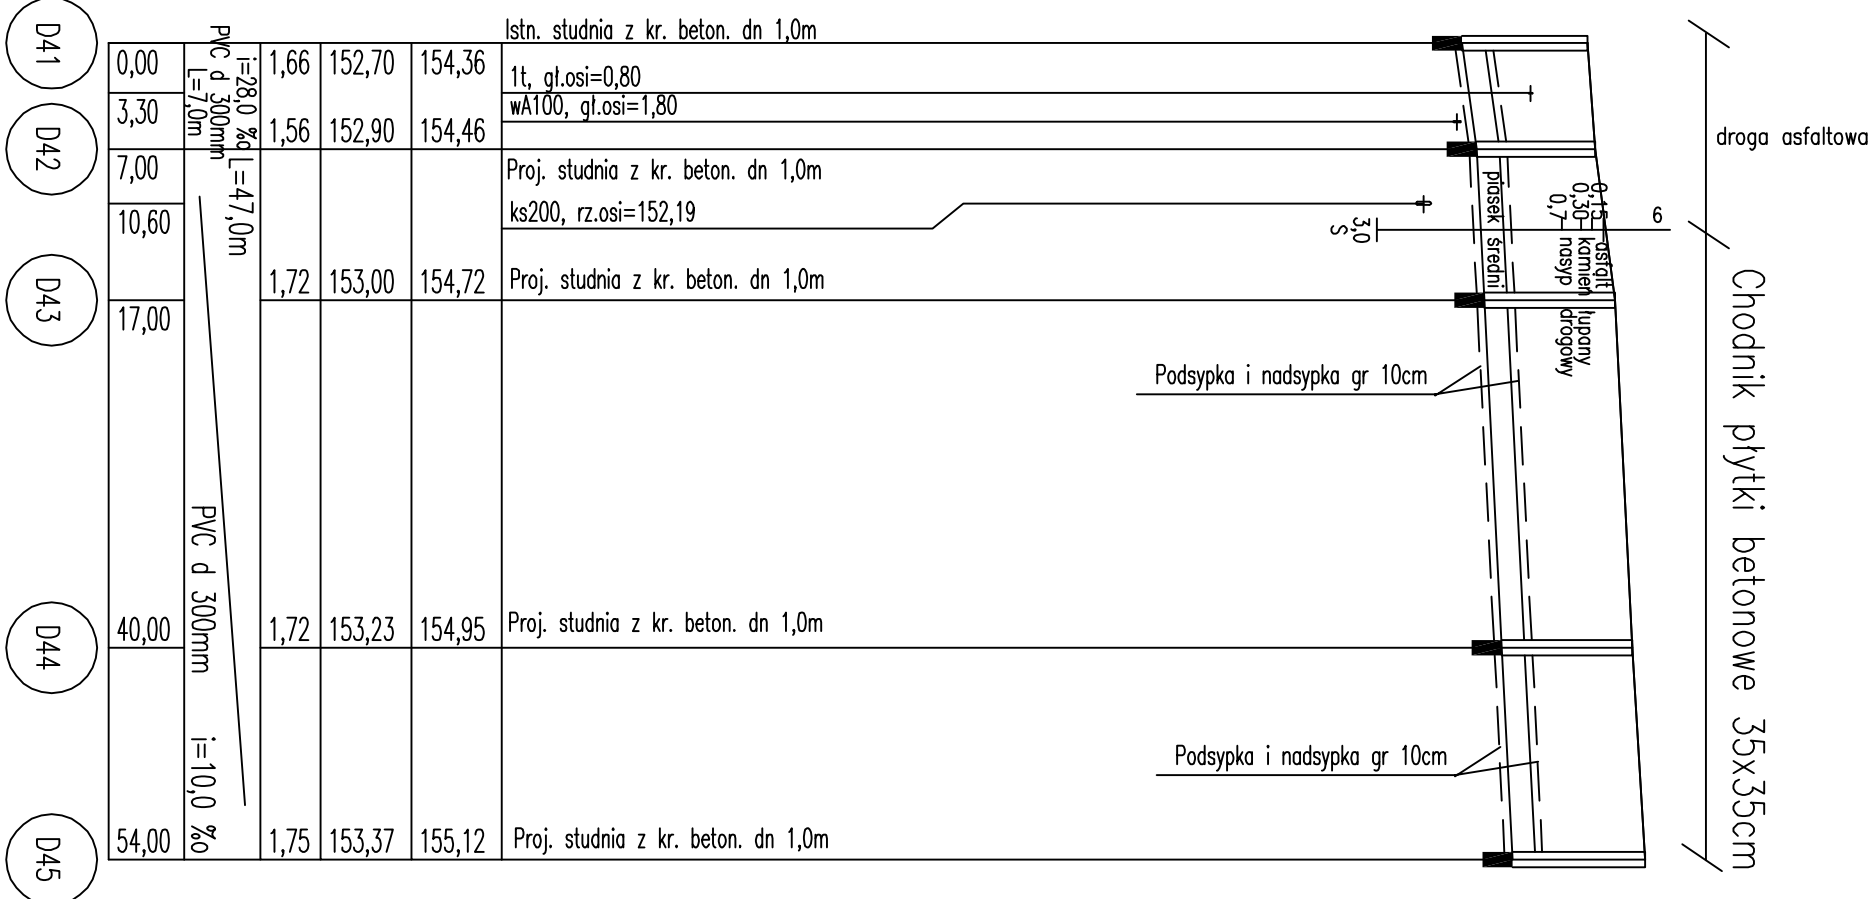 D41
0,00
1,66
152,70
154,36
Istn. studnia z kr. beton. dn 1,0m
1t, gł.osi=0,80
3,30
wA100, gł.osi=1,80
PVC d 300mm
i=28,0 ‰
L=7,0m
D42
1,56
152,90
154,46
7,00
Proj. studnia z kr. beton. dn 1,0m
10,60
ks200, rz.osi=152,19
L=47,0m
D43
1,72
153,00
154,72
Proj. studnia z kr. beton. dn 1,0m
17,00
D44
40,00
1,72
153,23
154,95
Proj. studnia z kr. beton. dn 1,0m
PVC d 300mm
i=10,0 ‰
D45
54,00
1,75
153,37
155,12
Proj. studnia z kr. beton. dn 1,0m
droga asfaltowa
6
3,0
S
piasek średni
0,15 asfalt
0,30 kamień łupany
0,7 nasyp drogowy
Podsypka i nadsypka gr 10cm
Podsypka i nadsypka gr 10cm
Chodnik płytki betonowe 35x35cm